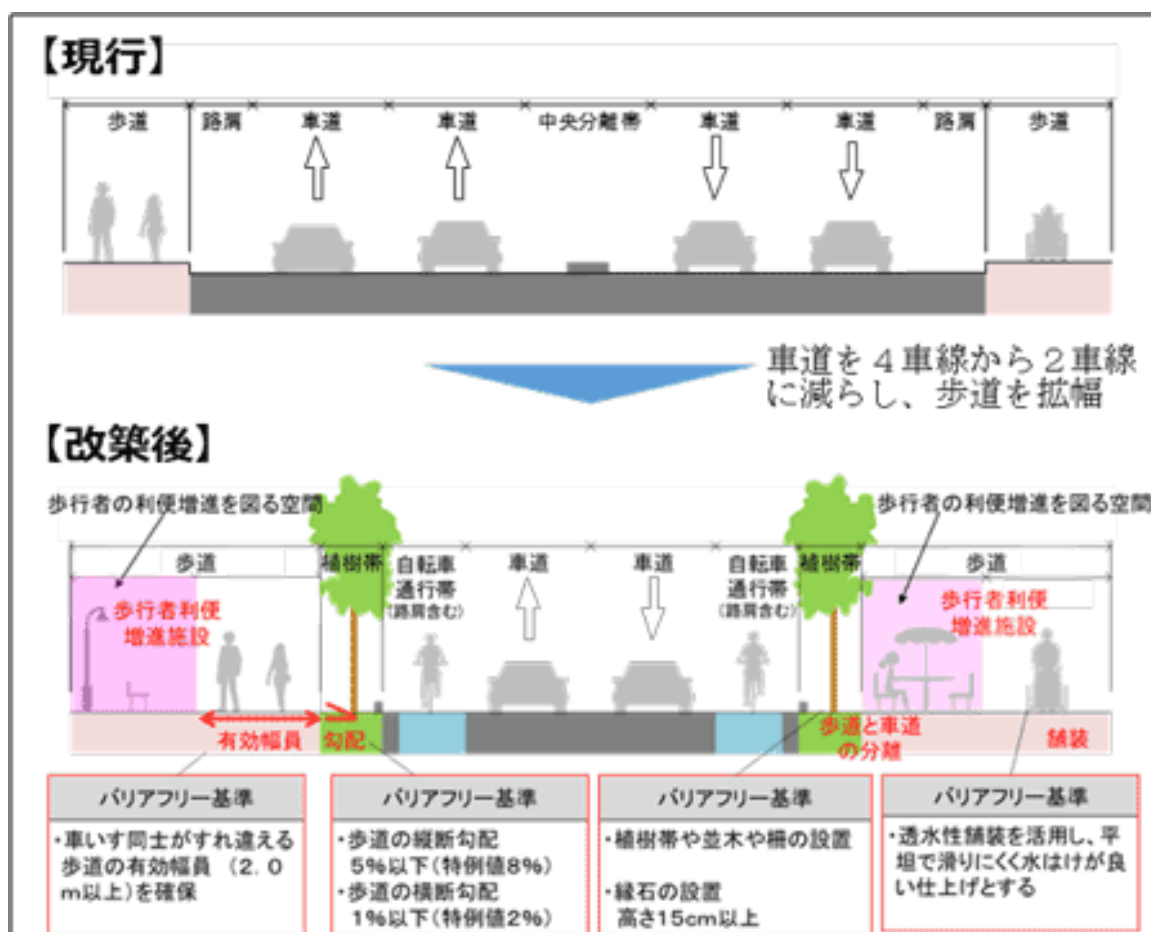 【現行】
歩道 路肩 車道 車道 中央分離帯 車道 車道 路肩 歩道
車道を４車線から２車線
に減らし、歩道を拡幅
【改築後】
歩行者の利便増進を図る空間
歩行者の利便増進を図る空間
歩道 植樹帯 自転車 車道 車道 自転車 植樹帯 歩道
通行帯 通行帯
(路肩含む) (路肩含む)
歩行者利便
増進施設
歩行者利便
増進施設
有効幅員 勾配
歩道と車道
の分離
舗装
バリアフリー基準
・車いす同士がすれ違える
歩道の有効幅員 （2.0
m以上）を確保
バリアフリー基準
・歩道の縦断勾配
5%以下（特例値8%）
・歩道の横断勾配
1%以下（特例値2%）
バリアフリー基準
・植樹帯や並木や柵の設置
・縁石の設置
高さ15cm以上
バリアフリー基準
・透水性舗装を活用し、平
坦で滑りにくく水はけが良
い仕上げとする